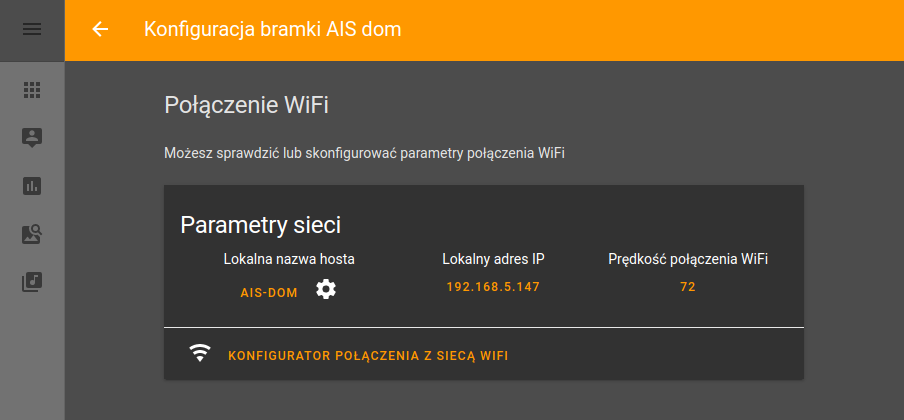 Konfiguracja bramki AIS dom
Połączenie WiFi
Możesz sprawdzić lub skonfigurować parametry połączenia WiFi
Parametry sieci
Lokalna nazwa hosta Lokalny adres IP Prędkość połączenia WiFi
AIS-DOM 192.168.5.147 72
KONFIGURATOR POŁĄCZENIA Z SIECĄ WIFI